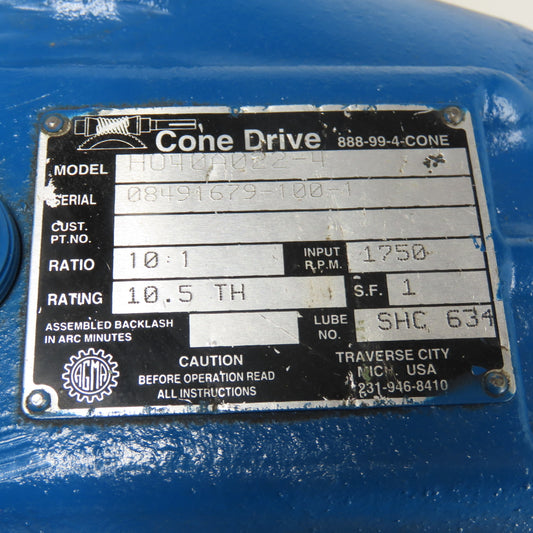 Cone Drive 888-99-4-CONE
MODEL HO40A022-4
SERIAL 08491679-100-1
CUST. PT.NO.
RATIO 10:1 INPUT R.P.M. 1750
RATING 10.5 TH S.F. 1
ASSEMBLED BACKLASH IN ARC MINUTES LUBE NO. SHC 634
CAUTION
BEFORE OPERATION READ
ALL INSTRUCTIONS
TRAVERSE CITY
MICH. USA
231-946-8410
AGMA